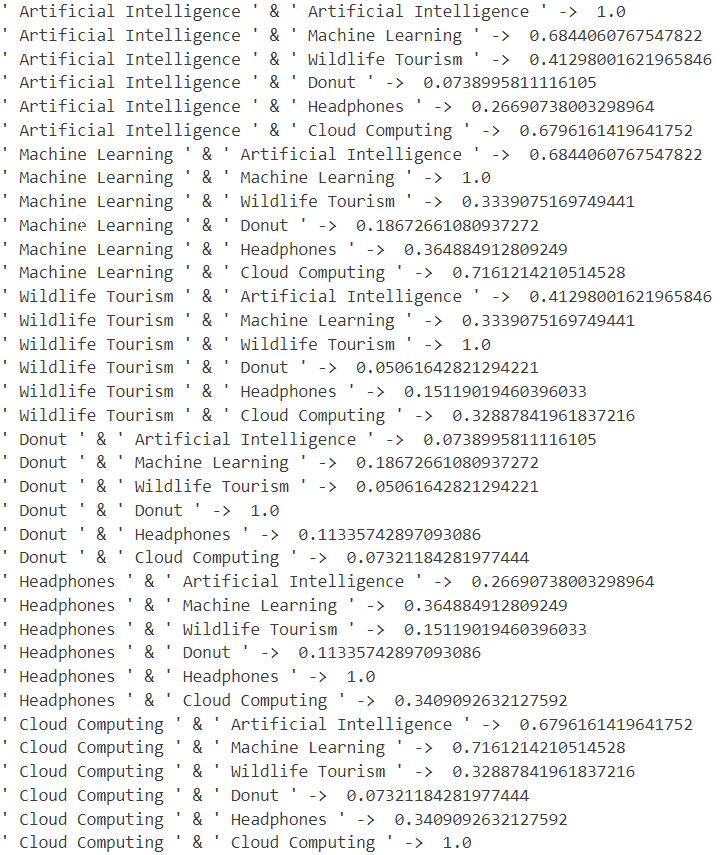 ' Artificial Intelligence ' & ' Artificial Intelligence ' -> 1.0
' Artificial Intelligence ' & ' Machine Learning ' -> 0.6844060767547822
' Artificial Intelligence ' & ' Wildlife Tourism ' -> 0.41298001621965846
' Artificial Intelligence ' & ' Donut ' -> 0.0738995811116105
' Artificial Intelligence ' & ' Headphones ' -> 0.26690738003298964
' Artificial Intelligence ' & ' Cloud Computing ' -> 0.6796161419641752
' Machine Learning ' & ' Artificial Intelligence ' -> 0.6844060767547822
' Machine Learning ' & ' Machine Learning ' -> 1.0
' Machine Learning ' & ' Wildlife Tourism ' -> 0.3339075169749441
' Machine Learning ' & ' Donut ' -> 0.18672661080937272
' Machine Learning ' & ' Headphones ' -> 0.364884912809249
' Machine Learning ' & ' Cloud Computing ' -> 0.7161214210514528
' Wildlife Tourism ' & ' Artificial Intelligence ' -> 0.41298001621965846
' Wildlife Tourism ' & ' Machine Learning ' -> 0.3339075169749441
' Wildlife Tourism ' & ' Wildlife Tourism ' -> 1.0
' Wildlife Tourism ' & ' Donut ' -> 0.05061642821294221
' Wildlife Tourism ' & ' Headphones ' -> 0.15119019460396033
' Wildlife Tourism ' & ' Cloud Computing ' -> 0.32887841961837216
' Donut ' & ' Artificial Intelligence ' -> 0.0738995811116105
' Donut ' & ' Machine Learning ' -> 0.18672661080937272
' Donut ' & ' Wildlife Tourism ' -> 0.05061642821294221
' Donut ' & ' Donut ' -> 1.0
' Donut ' & ' Headphones ' -> 0.11335742897093086
' Donut ' & ' Cloud Computing ' -> 0.07321184281977444
' Headphones ' & ' Artificial Intelligence ' -> 0.26690738003298964
' Headphones ' & ' Machine Learning ' -> 0.364884912809249
' Headphones ' & ' Wildlife Tourism ' -> 0.15119019460396033
' Headphones ' & ' Donut ' -> 0.11335742897093086
' Headphones ' & ' Headphones ' -> 1.0
' Headphones ' & ' Cloud Computing ' -> 0.3409092632127592
' Cloud Computing ' & ' Artificial Intelligence ' -> 0.6796161419641752
' Cloud Computing ' & ' Machine Learning ' -> 0.7161214210514528
' Cloud Computing ' & ' Wildlife Tourism ' -> 0.32887841961837216
' Cloud Computing ' & ' Donut ' -> 0.07321184281977444
' Cloud Computing ' & ' Headphones ' -> 0.3409092632127592
' Cloud Computing ' & ' Cloud Computing ' -> 1.0